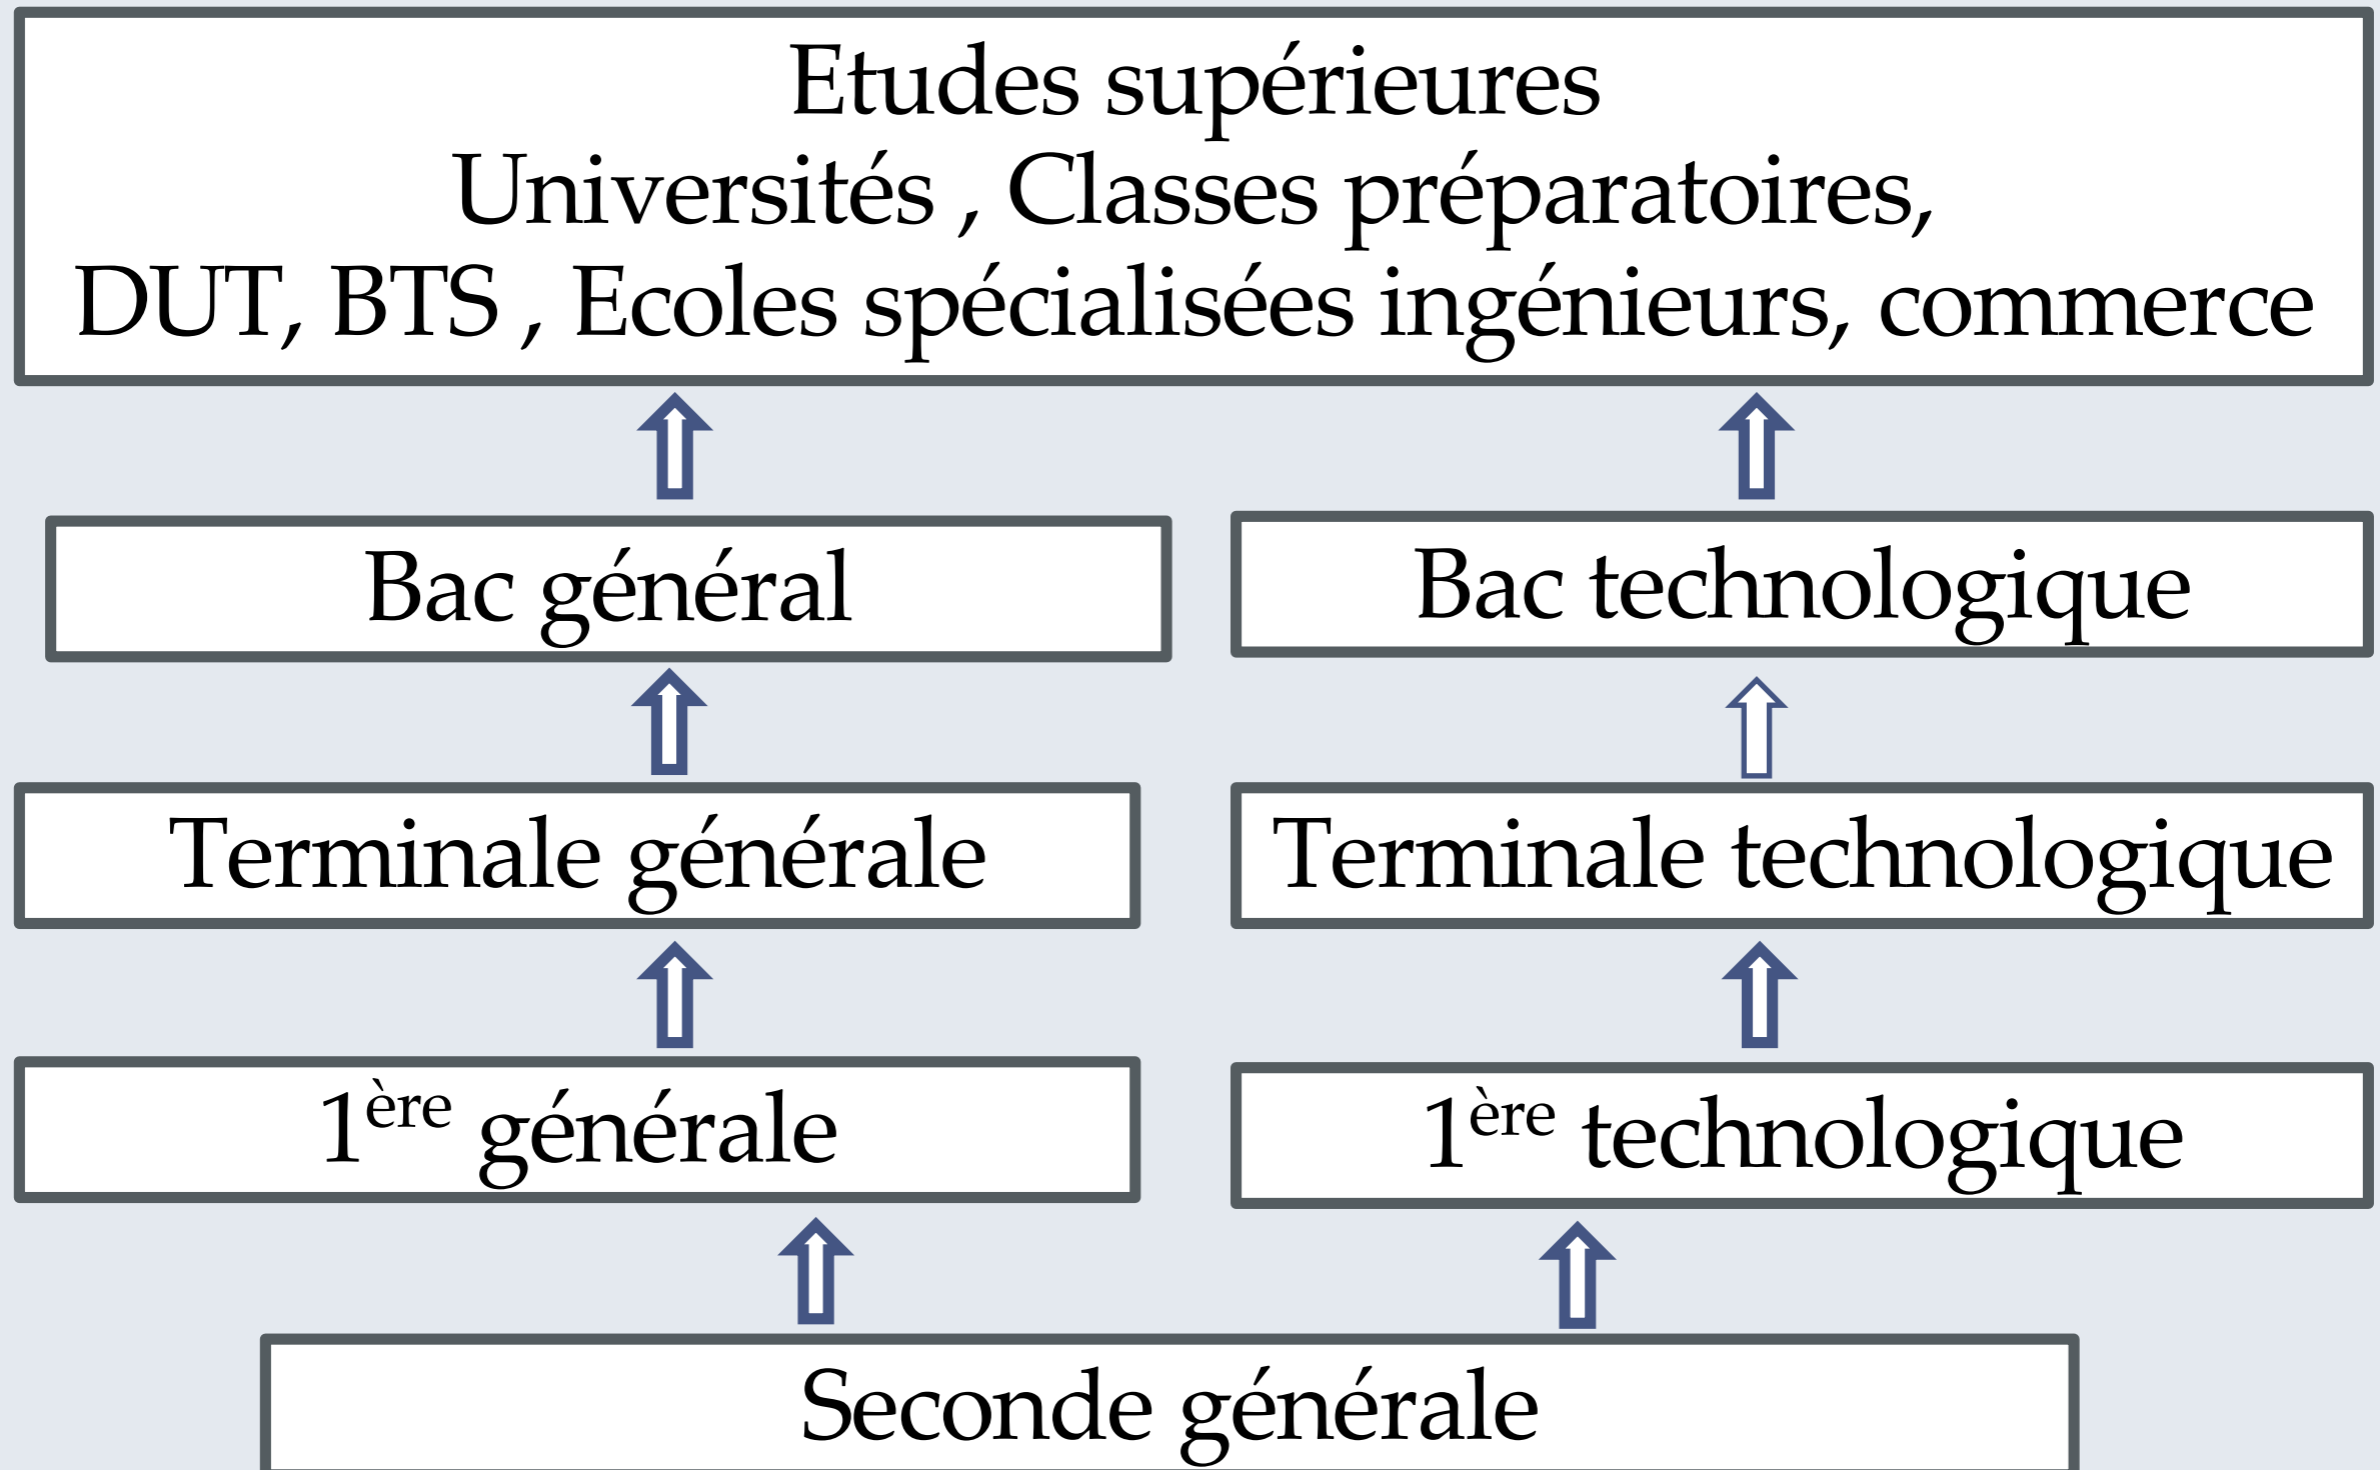 Etudes supérieures
Universités , Classes préparatoires,
DUT, BTS , Ecoles spécialisées ingénieurs, commerce
Bac général
Bac technologique
Terminale générale
Terminale technologique
1ère générale
1ère technologique
Seconde générale